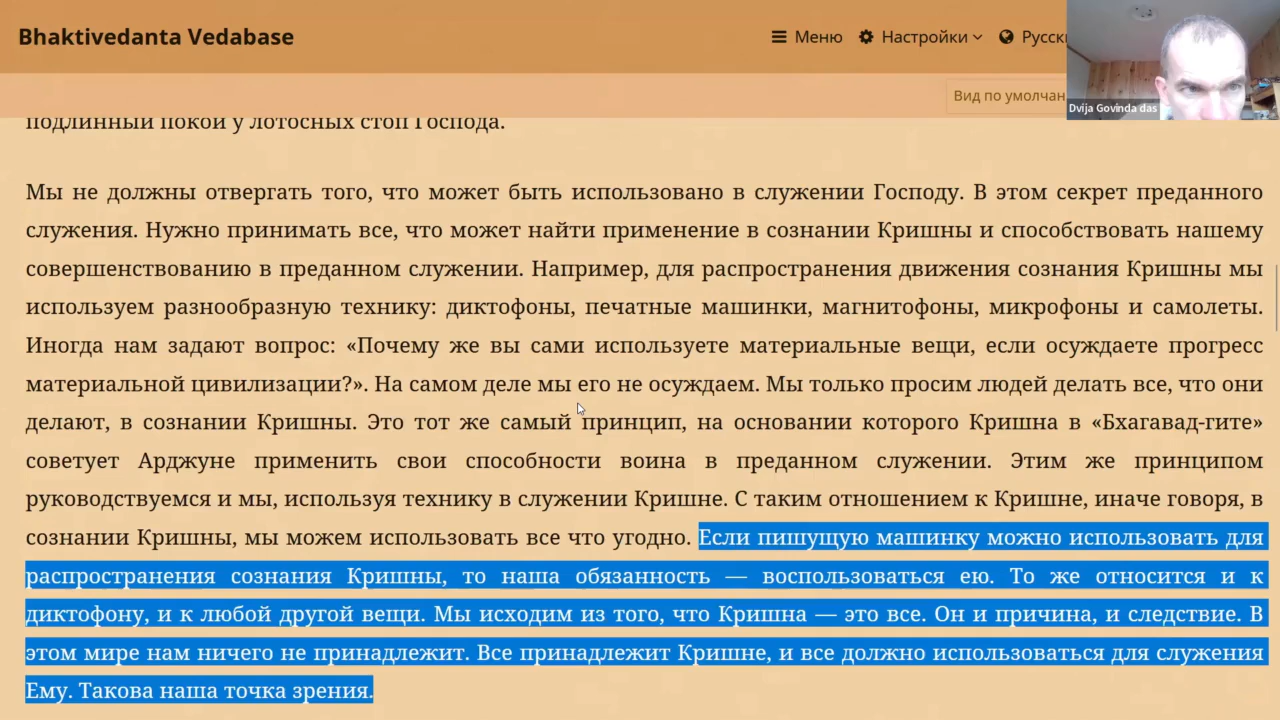 Bhaktivedanta Vedabase
Меню Настройки Русск
Вид по умолчан
Dvija Govinda das
подлинный покой у лотосных стоп Господа.
Мы не должны отвергать того, что может быть использовано в служении Господу. В этом секрет преданного
служения. Нужно принимать все, что может найти применение в сознании Кришны и способствовать нашему
совершенствованию в преданном служении. Например, для распространения движения сознания Кришны мы
используем разнообразную технику: диктофоны, печатные машинки, магнитофоны, микрофоны и самолеты.
Иногда нам задают вопрос: «Почему же вы сами используете материальные вещи, если осуждаете прогресс
материальной цивилизации?». На самом деле мы его не осуждаем. Мы только просим людей делать все, что они
делают, в сознании Кришны. Это тот же самый принцип, на основании которого Кришна в «Бхагавад-гите»
советует Арджуне применить свои способности воина в преданном служении. Этим же принципом
руководствуемся и мы, используя технику в служении Кришне. С таким отношением к Кришне, иначе говоря, в
сознании Кришны, мы можем использовать все что угодно. Если пишущую машинку можно использовать для
распространения сознания Кришны, то наша обязанность — воспользоваться ею. То же относится и к
диктофону, и к любой другой вещи. Мы исходим из того, что Кришна — это все. Он и причина, и следствие. В
этом мире нам ничего не принадлежит. Все принадлежит Кришне, и все должно использоваться для служения
Ему. Такова наша точка зрения.